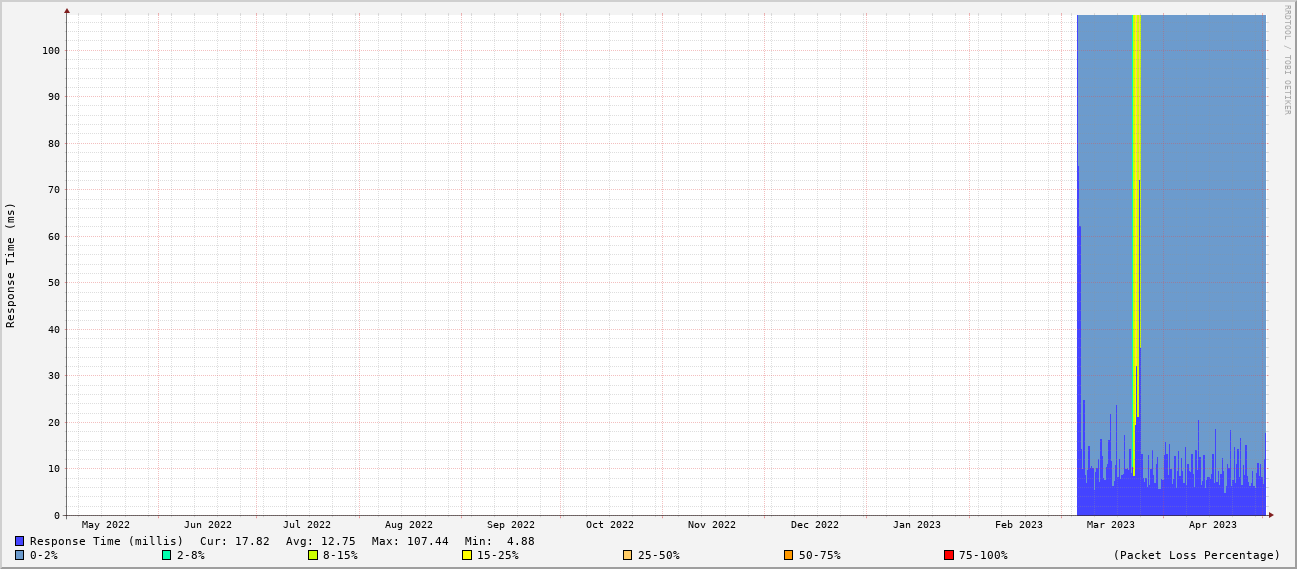 RRDTOOL / TOBI OETIKER
Response Time (ms)
100
90
80
70
60
50
40
30
20
10
0
May 2022 Jun 2022 Jul 2022 Aug 2022 Sep 2022 Oct 2022 Nov 2022 Dec 2022 Jan 2023 Feb 2023 Mar 2023 Apr 2023
Response Time (millis) Cur: 17.82 Avg: 12.75 Max: 107.44 Min: 4.88
0-2% 2-8% 8-15% 15-25% 25-50% 50-75% 75-100% (Packet Loss Percentage)